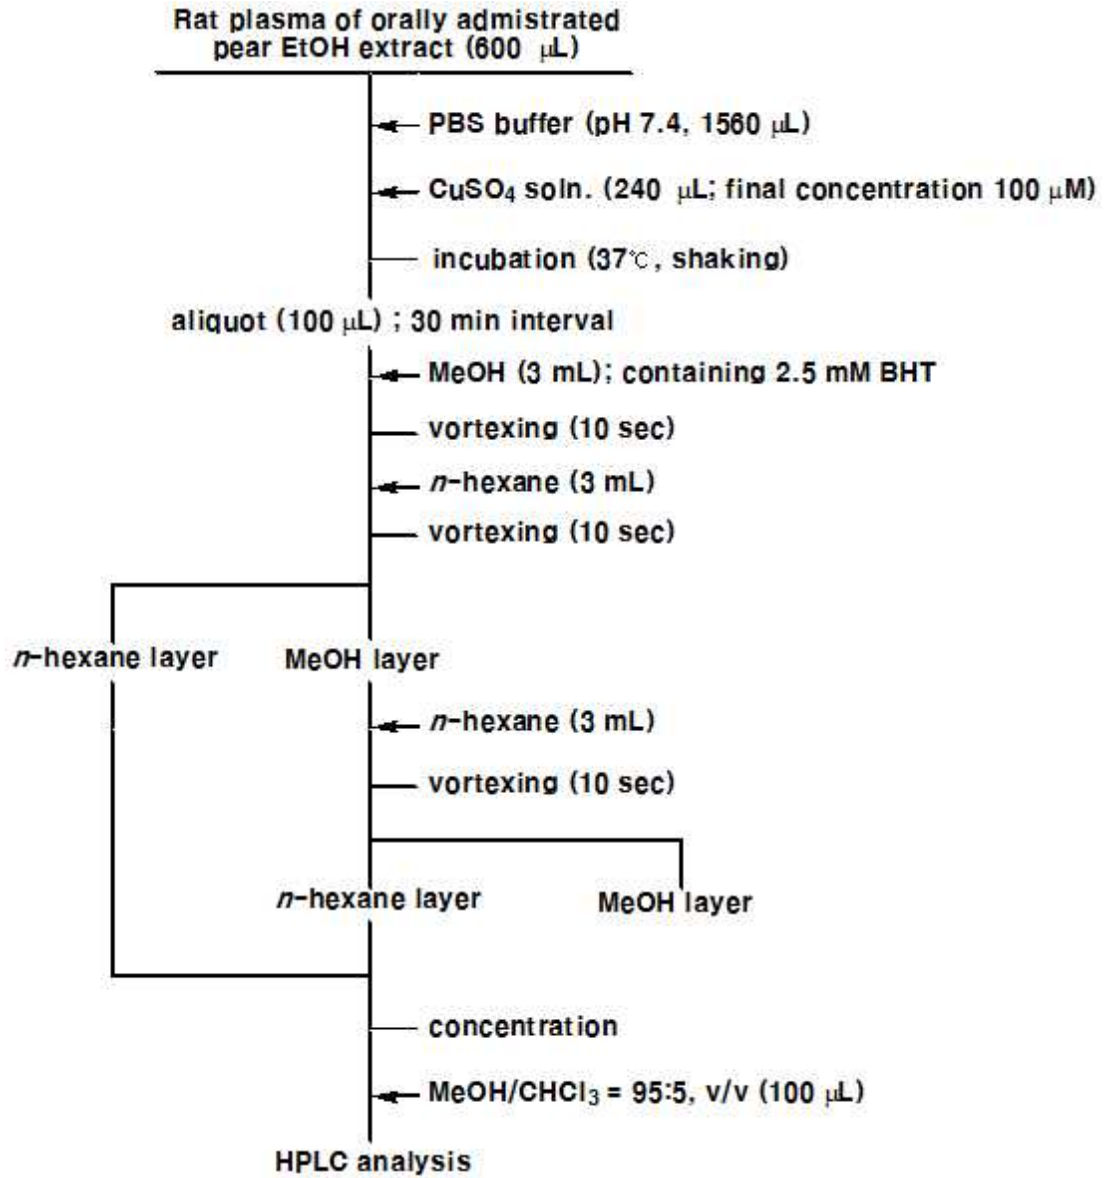 Rat plasma of orally admistrated
pear EtOH extract (600 μL)
PBS buffer (pH 7.4, 1560 μL)
CuSO₄ soln. (240 μL; final concentration 100 μM)
incubation (37℃, shaking)
aliquot (100 μL) ; 30 min interval
MeOH (3 mL); containing 2.5 mM BHT
vortexing (10 sec)
n-hexane (3 mL)
vortexing (10 sec)
n-hexane layer
MeOH layer
n-hexane (3 mL)
vortexing (10 sec)
n-hexane layer
MeOH layer
concentration
MeOH/CHCl₃ = 95:5, v/v (100 μL)
HPLC analysis